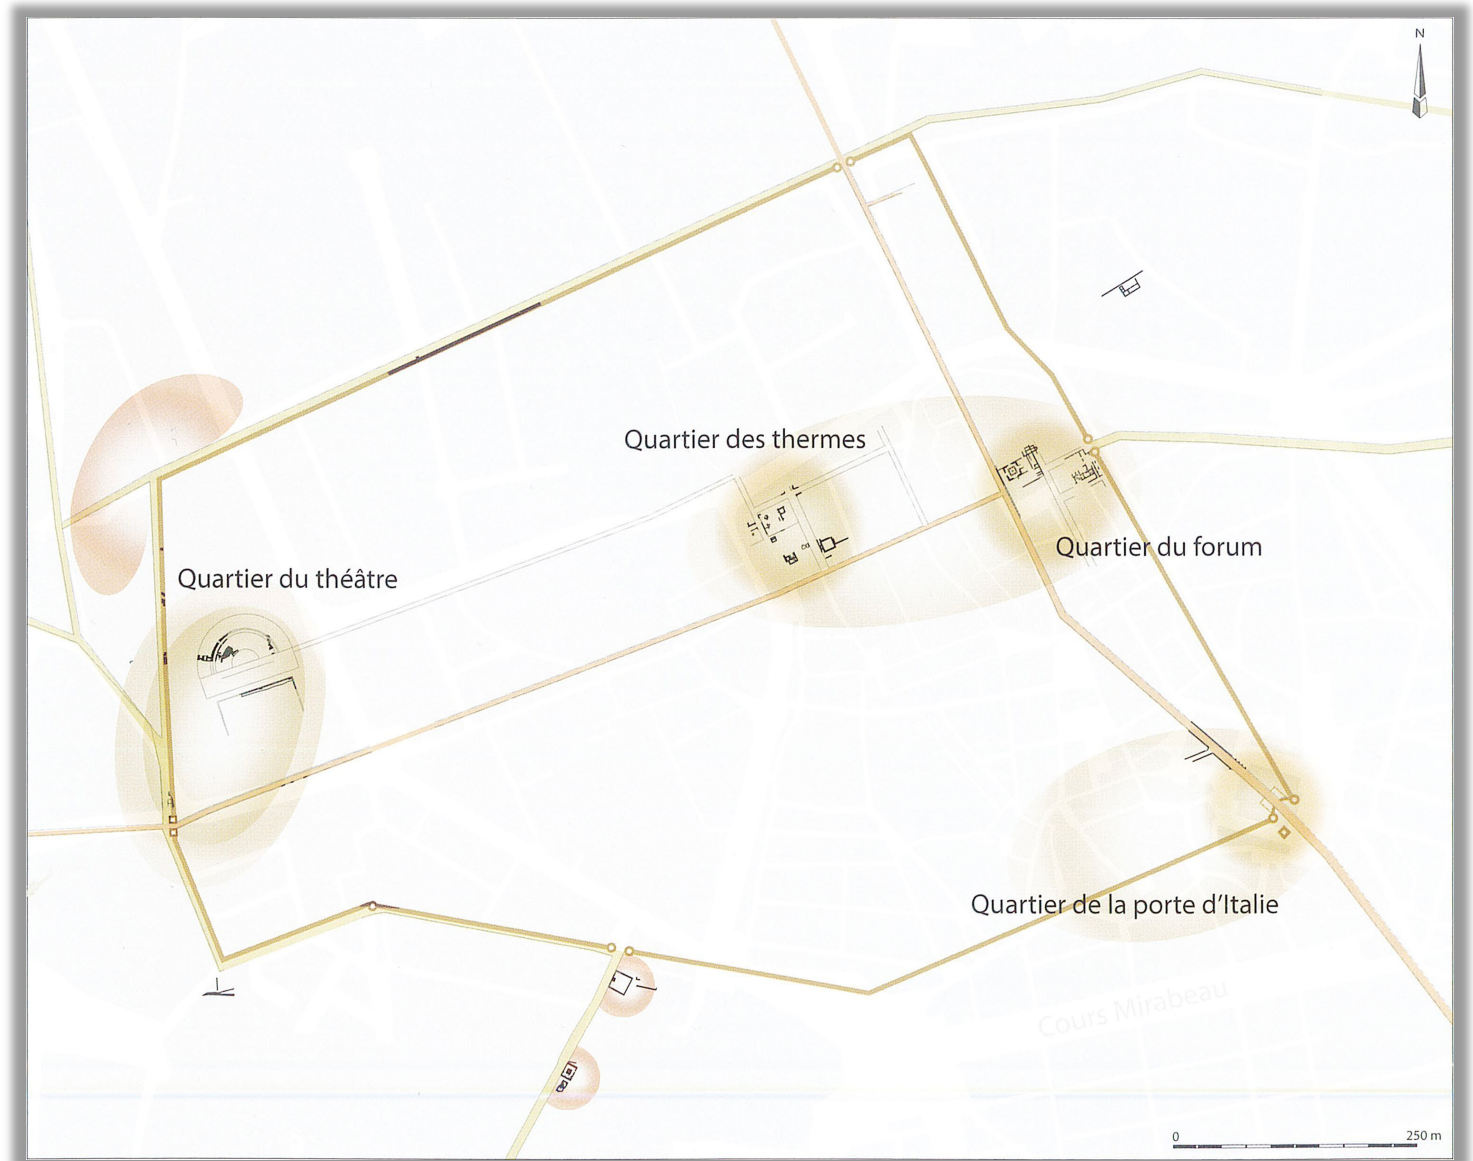 N
Quartier des thermes
Quartier du forum
Quartier du théâtre
Quartier de la porte d'Italie
Cours Mirabeau
0 250 m